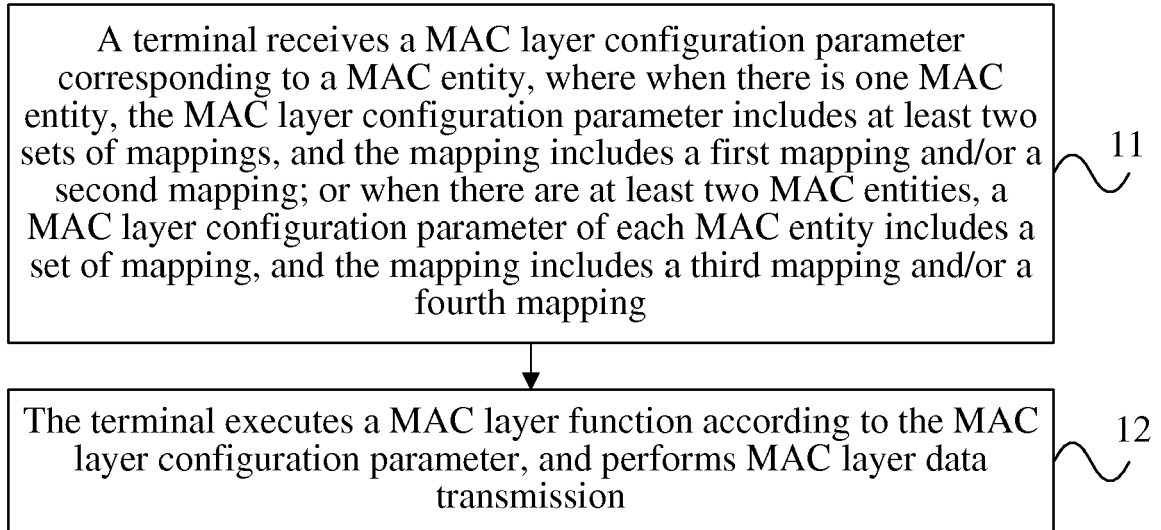 A terminal receives a MAC layer configuration parameter
corresponding to a MAC entity, where when there is one MAC
entity, the MAC layer configuration parameter includes at least two
sets of mappings, and the mapping includes a first mapping and/or a
second mapping; or when there are at least two MAC entities, a
MAC layer configuration parameter of each MAC entity includes a
set of mapping, and the mapping includes a third mapping and/or a
fourth mapping
11
The terminal executes a MAC layer function according to the MAC
layer configuration parameter, and performs MAC layer data
transmission
12